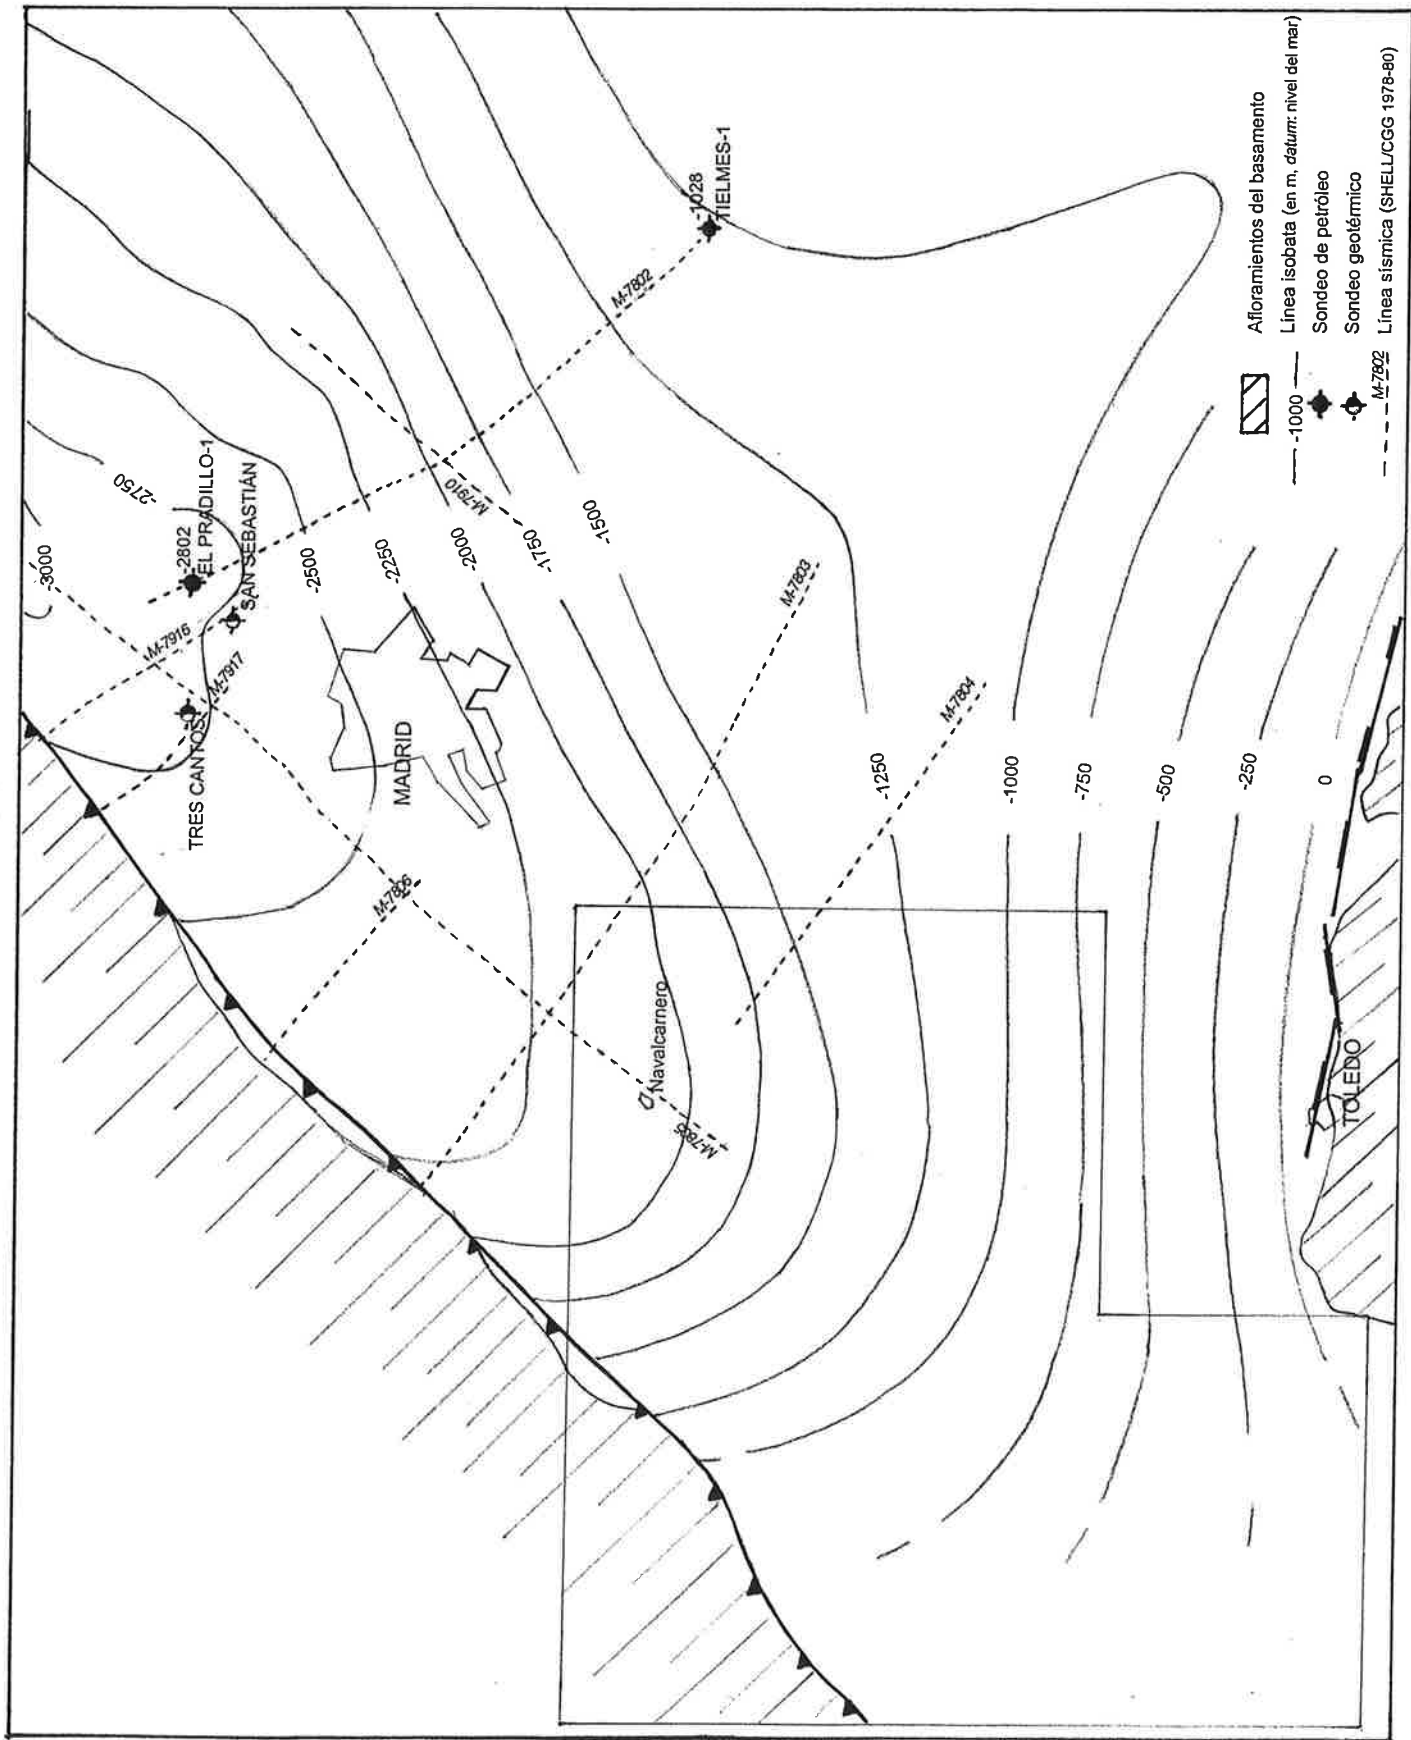 -3000
-2750
-2802
EL PRADILLO-1
SAN SEBASTIÁN
M-7916
M-7917
TRES CANTOS
-2500
-2250
-2000
-1750
-1500
MADRID
M-7910
M-7802
-1028
TIELMES-1
M-7806
M-7803
M-7804
Navalcarnero
M-7805
-1250
-1000
-750
-500
-250
0
TOLEDO
Afloramientos del basamento
-1000 Línea isobata (en m, datum: nivel del mar)
Sondeo de petróleo
Sondeo geotérmico
M-7802 Línea sísmica (SHELL/CGG 1978-80)